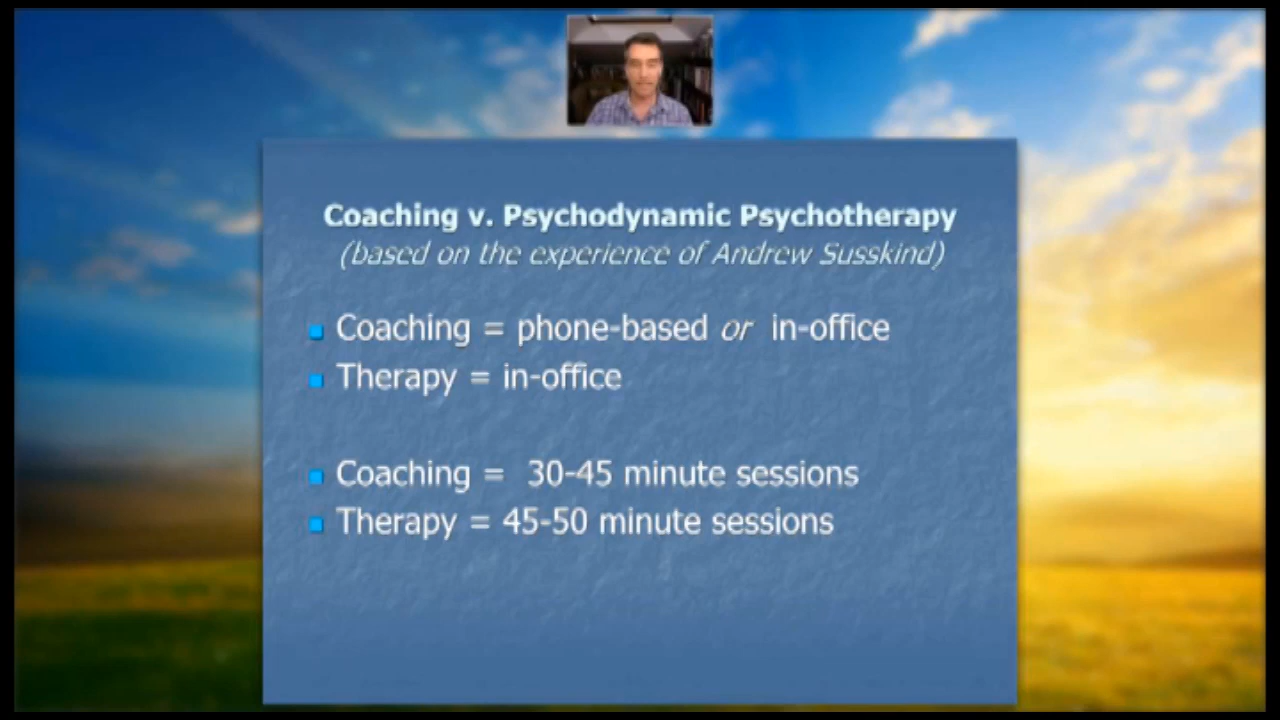 Coaching v. Psychodynamic Psychotherapy
(based on the experience of Andrew Susskind)
Coaching = phone-based or in-office
Therapy = in-office
Coaching = 30-45 minute sessions
Therapy = 45-50 minute sessions